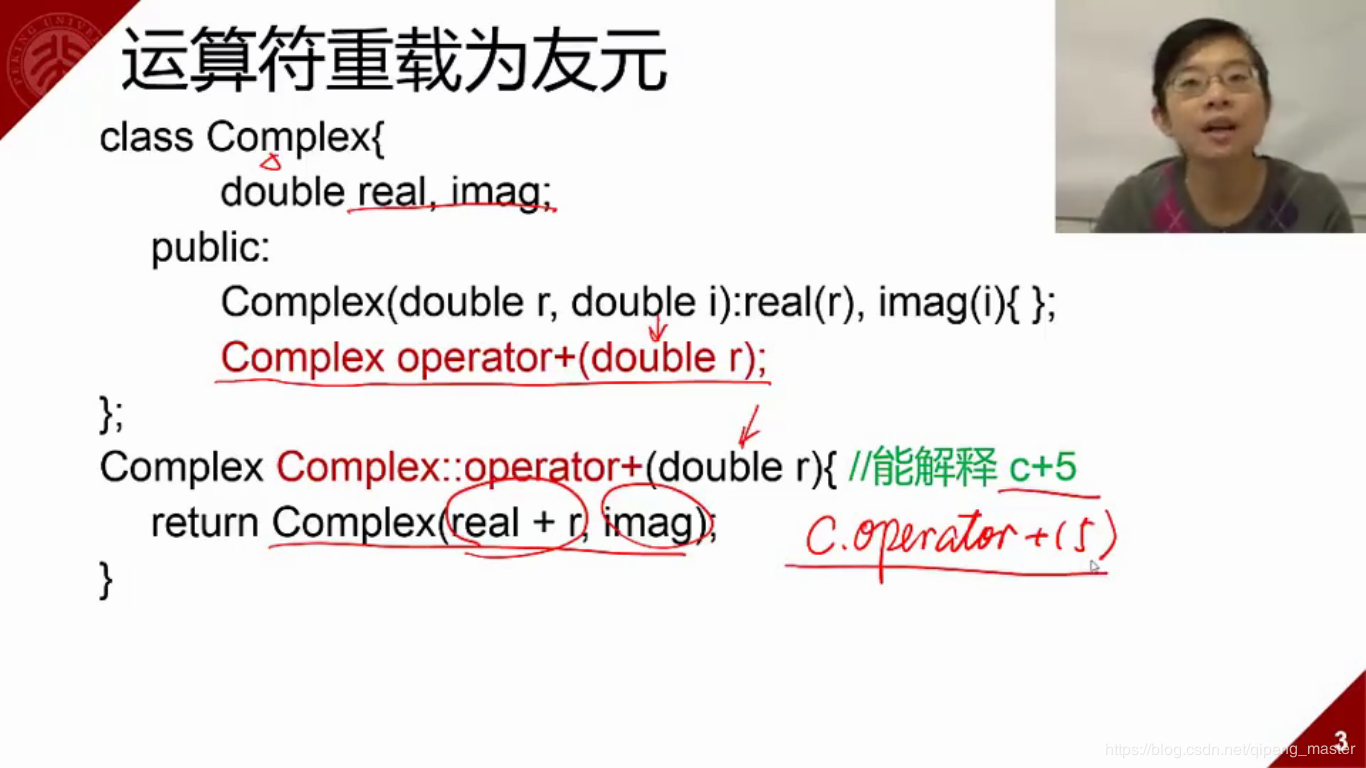 运算符重载为友元
class Complex{
double real, imag;
public:
Complex(double r, double i):real(r), imag(i){ };
Complex operator+(double r);
};
Complex Complex::operator+(double r){ //能解释 c+5
return Complex(real + r, imag);
C.operator+(5)
}
3
https://blog.csdn.net/qipang_master